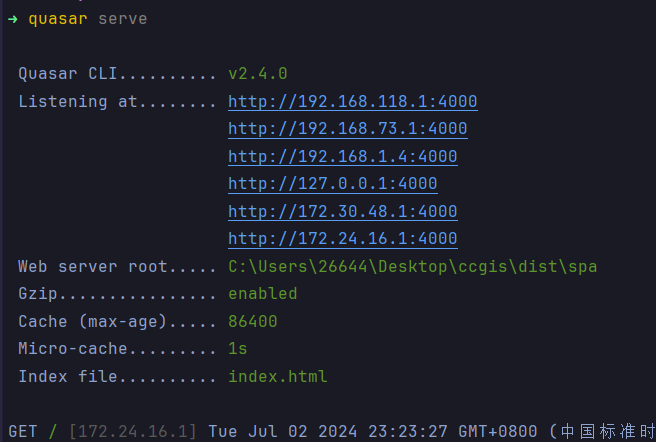 → quasar serve
Quasar CLI.......... v2.4.0
Listening at........ http://192.168.118.1:4000
http://192.168.73.1:4000
http://192.168.1.4:4000
http://127.0.0.1:4000
http://172.30.48.1:4000
http://172.24.16.1:4000
Web server root..... C:\Users\26644\Desktop\ccgis\dist\spa
Gzip................ enabled
Cache (max-age)..... 86400
Micro-cache......... 1s
Index file.......... index.html
GET / [172.24.16.1] Tue Jul 02 2024 23:23:27 GMT+0800 (中国标准时